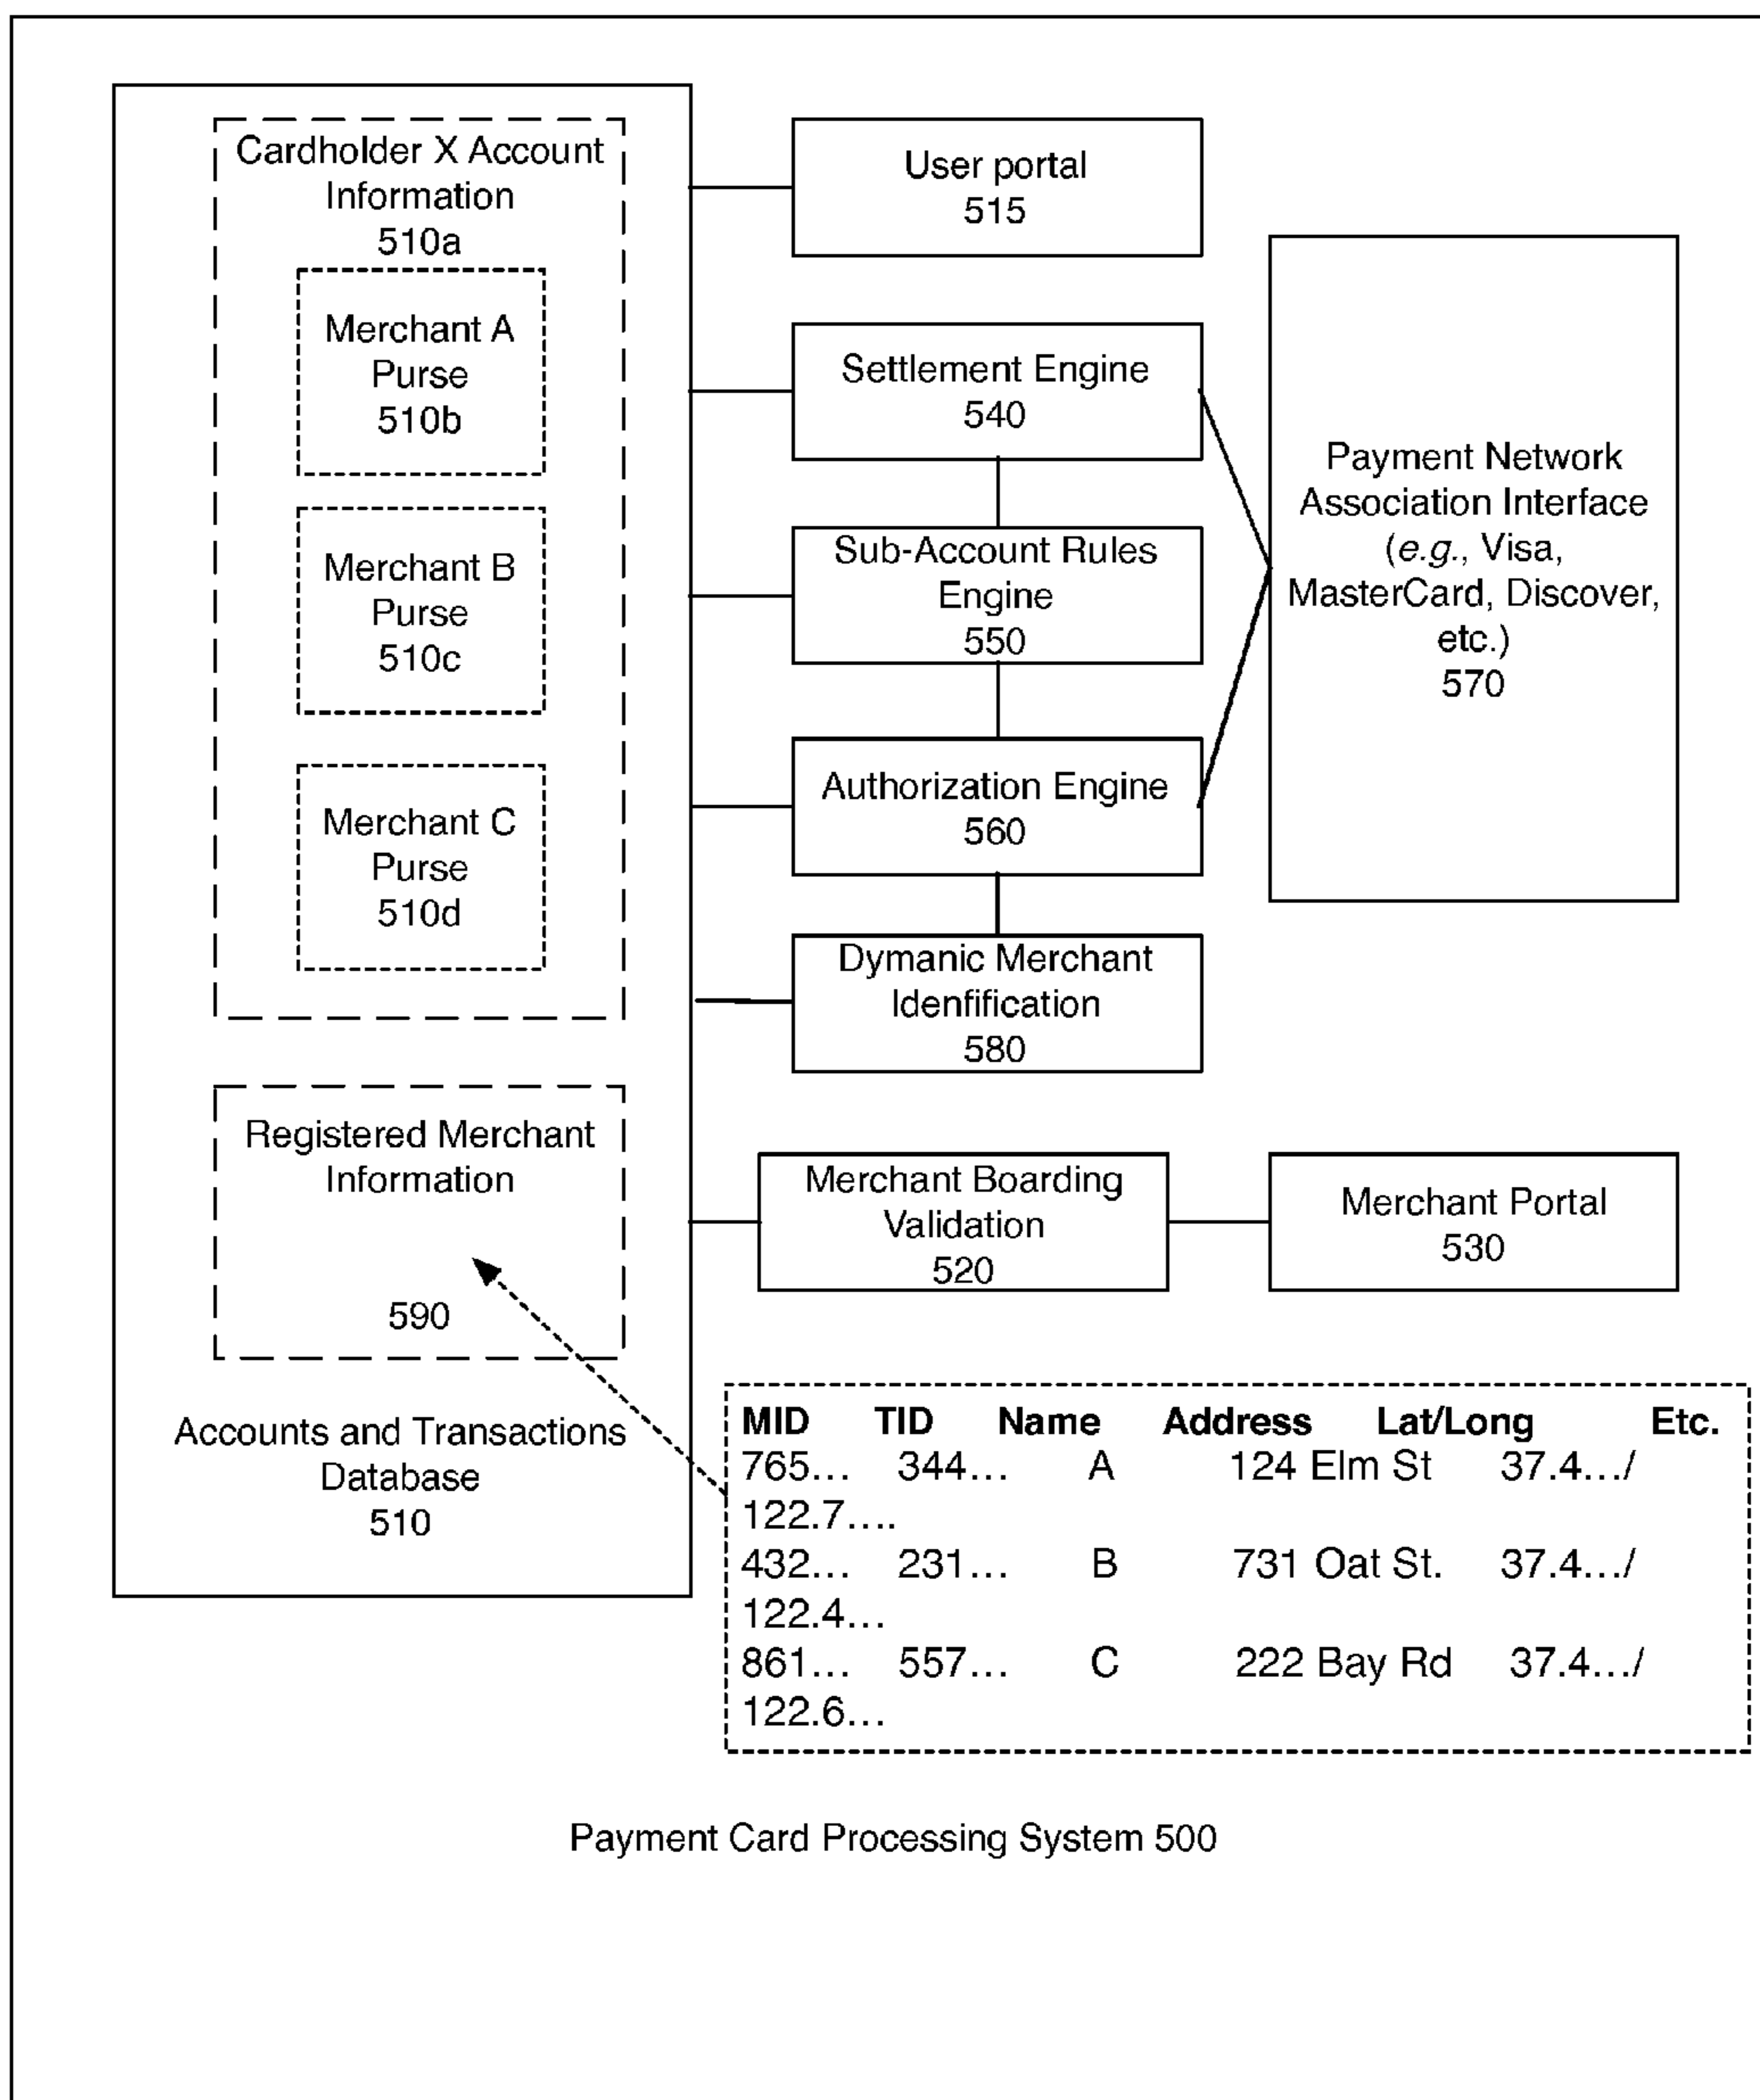 Cardholder X Account
Information
510a
Merchant A
Purse
510b
Merchant B
Purse
510c
Merchant C
Purse
510d
Registered Merchant
Information
590
Accounts and Transactions
Database
510
User portal
515
Settlement Engine
540
Sub-Account Rules
Engine
550
Authorization Engine
560
Dymanic Merchant
Idenfification
580
Payment Network
Association Interface
(e.g., Visa,
MasterCard, Discover,
etc.)
570
Merchant Boarding
Validation
520
Merchant Portal
530
MID TID Name Address Lat/Long Etc.
765... 344... A 124 Elm St 37.4.../
122.7....
432... 231... B 731 Oat St. 37.4.../
122.4...
861... 557... C 222 Bay Rd 37.4.../
122.6...
Payment Card Processing System 500